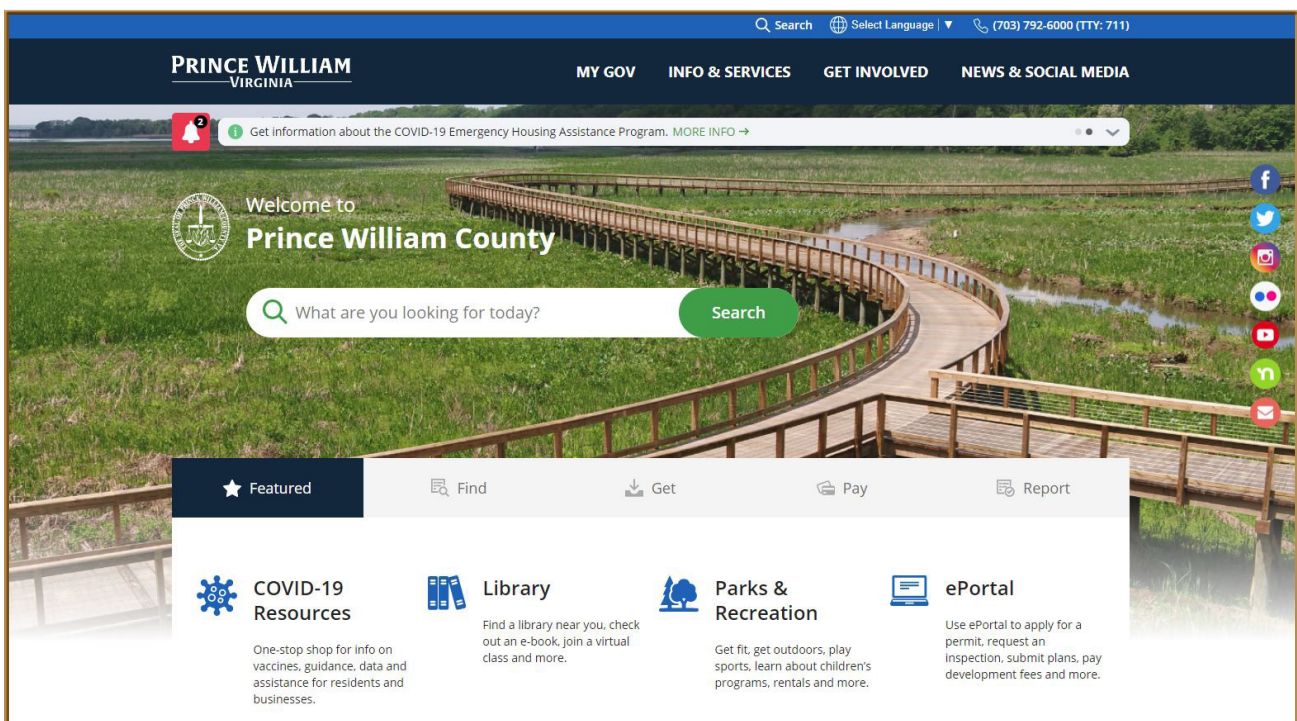 Search Select Language ▼ (703) 792-6000 (TTY: 711)
PRINCE WILLIAM
VIRGINIA
MY GOV INFO & SERVICES GET INVOLVED NEWS & SOCIAL MEDIA
2
Get information about the COVID-19 Emergency Housing Assistance Program. MORE INFO →
Welcome to
Prince William County
What are you looking for today? Search
Featured Find Get Pay Report
COVID-19
Resources
One-stop shop for info on
vaccines, guidance, data and
assistance for residents and
businesses.
Library
Find a library near you, check
out an e-book, join a virtual
class and more.
Parks &
Recreation
Get fit, get outdoors, play
sports, learn about children's
programs, rentals and more.
ePortal
Use ePortal to apply for a
permit, request an
inspection, submit plans, pay
development fees and more.